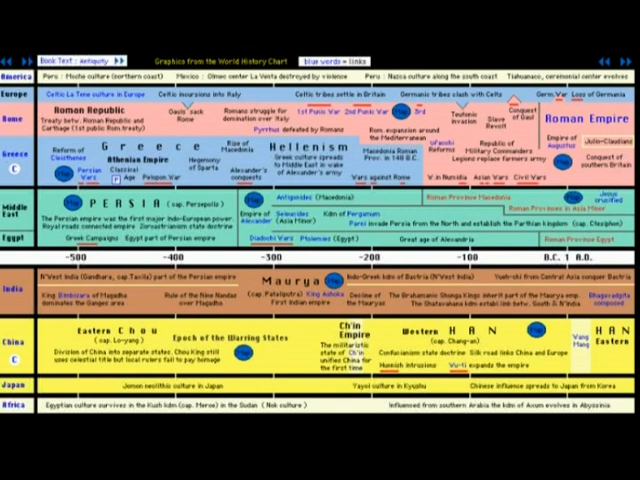 Book Text : Antiquity
Graphics from the World History Chart
blue words = links
America
Peru : Moche culture (northern coast)
Mexico : Olmec center La Venta destroyed by violence
Peru : Nazca culture along the south coast
Tiahuanaco, ceremonial center evolves
Europe
Celtic La Tene culture in Europe
Celtic incursions into Italy
Celtic tribes settle in Britain
Germanic tribes clash with Celts
Germ. War
Loss of Germania
Rome
Roman Republic
Treaty betw. Roman Republic and
Carthage (1st public Rom. treaty)
Gauls sack
Rome
Romans struggle for
domination over Italy
Pyrrhus defeated by Romans
1st Punic War
2nd Punic War
Map
3rd
Rom. expansion around
the Mediterranean
Teutonic
invasion
Slave
Revolt
Conquest
of Gaul
Roman Empire
Empire of
Augustus
Julio-Claudians
Map
Conquest of
southern Britain
Greece
C
Reform of
Cleisthenes
Map
Persian
Wars
Greece
Athenian Empire
Classical
P Age
Pelopon. War
Hegemony
of Sparta
Rise of
Macedonia
Alexander's
conquests
Hellenism
Greek culture spreads
to Middle East in wake
of Alexander's army
Macedonia Roman
Prov. in 148 B.C.
Wars against Rome
Reforms
Republic of
Military Commanders
Legions replace farmers army
W. in Numidia
Asian Wars
Civil Wars
Middle
East
Map
PERSIA (cap. Persepolis)
The Persian empire was the first major Indo-European power.
Royal roads connected empire Zoroastrianism state doctrine
Map
Empire of
Alexander
Antigonides (Macedonia)
Seleucides
(Asia Minor)
Kdm of Pergamum
Roman Province Macedonia
Roman Provinces in Asia Minor
Parni invade Persia from the North and establish the Parthian kingdom (cap. Ctesiphon)
Map
Jesus
crucified
Egypt
Greek Campaigns
Egypt part of Persian empire
Diadochi Wars
Ptolemies (Egypt)
Great age of Alexandria
Roman Province Egypt
-500
-400
-300
-200
-100
B.C. 1 A.D.
India
N'West India (Gandhara, cap. Taxila) part of the Persian empire
King Bimbisara of Magadha
dominates the Ganges area
Rule of the Nine Nandas
over Magadha
Maurya
Map
(cap. Pataliputra) King Ashoka
First Indian empire
Indo-Greek kdm of Bactria (N'West India)
Yueh-chi from Central Asia conquer Bactria
Decline of
the Mauryas
The Brahamanic Shunga Kings inherit part of the Maurya emp.
The Shatavahana kdm establ. link betw. South & N'India
Bhagavadgita
composed
China
C
Eastern Chou
(cap. Lo-yang)
Epoch of the Warring States
Division of China into separate states. Chou King still
uses celestial title but local rulers fail to pay homage
Map
Ch'in
Empire
The militaristic
state of Ch'in
unifies China for
the first time
Western HAN
(cap. Chang-an)
Map
Confucianism state doctrine
Silk road links China and Europe
Hunnish intrusions
Wu-ti expands the empire
Wang
Mang
HAN
Eastern
Japan
Jomon neolithic culture in Japan
Yayoi culture in Kyushu
Chinese influence spreads to Japan from Korea
Africa
Egyptian culture survives in the Kush kdm (cap. Meroe) in the Sudan ( Nok culture )
Influenced from southern Arabia the kdm of Axum evolves in Abyssinia